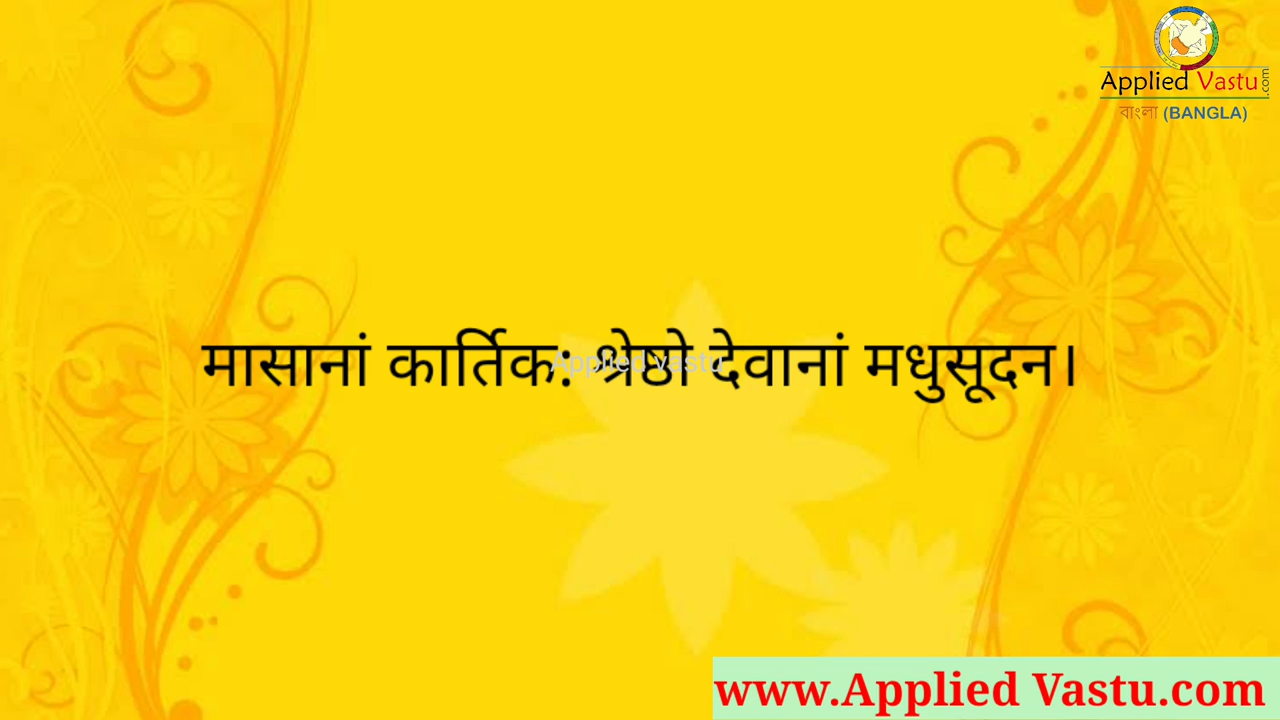 Applied Vastu.com
বাংলা (BANGLA)
मासानां कार्तिक: श्रेष्ठो देवानां मधुसूदन।
Applied vastu
www.Applied Vastu.com